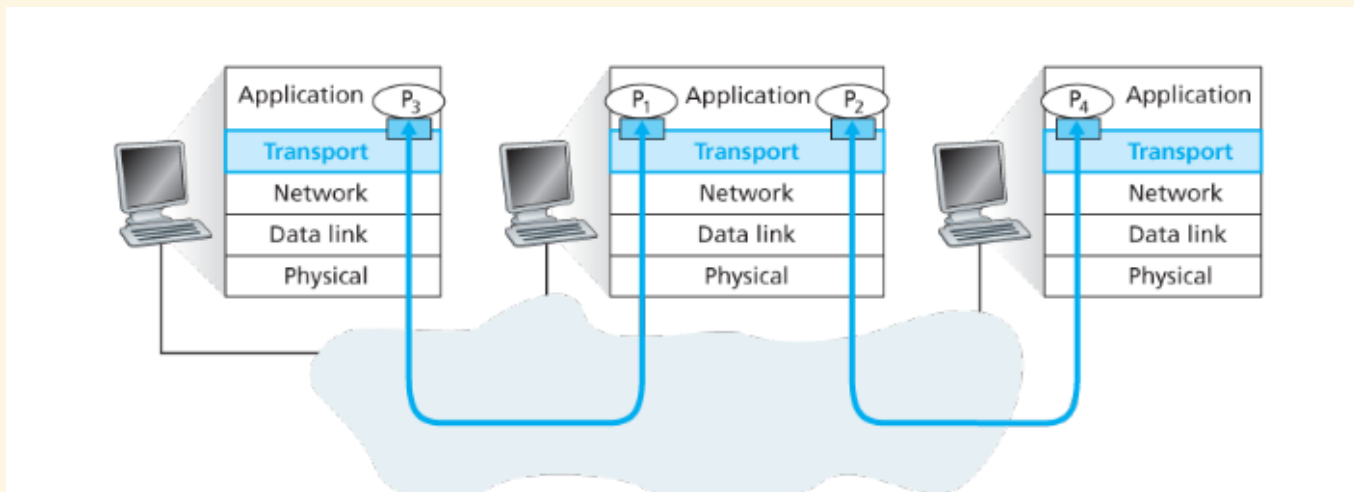 Application P₃
Transport
Network
Data link
Physical
P₁ Application P₂
Transport
Network
Data link
Physical
P₄ Application
Transport
Network
Data link
Physical